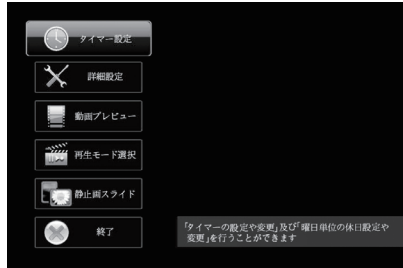 タイマー設定
詳細設定
動画プレビュー
再生モード選択
静止画スライド
終了
「タイマーの設定や変更」及び「曜日単位の休日設定や
変更」を行うことができます